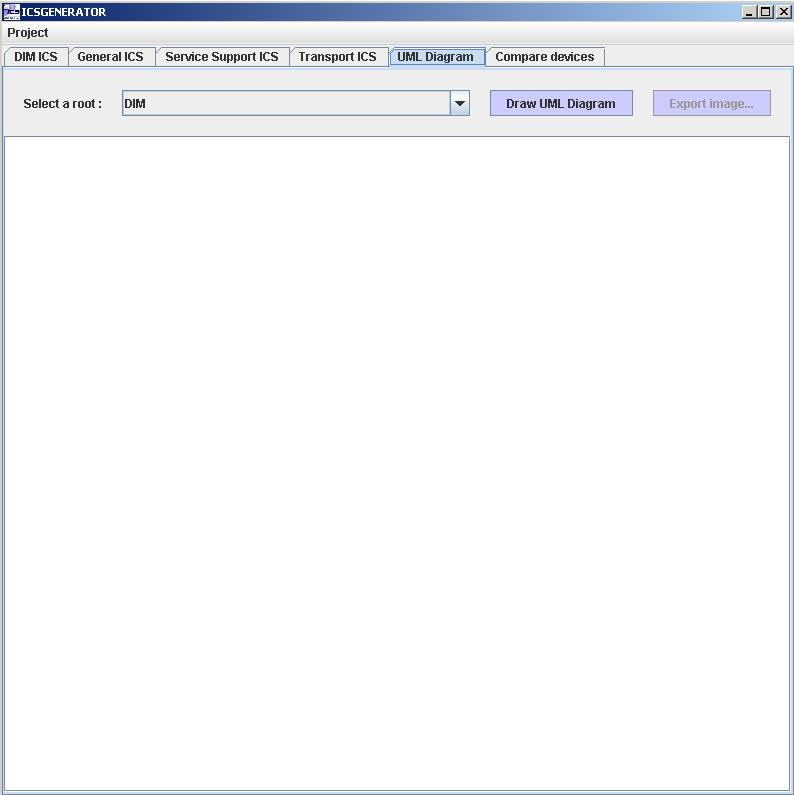 ICSGENERATOR
Project
DIM ICS General ICS Service Support ICS Transport ICS UML Diagram Compare devices
Select a root : DIM Draw UML Diagram Export image...